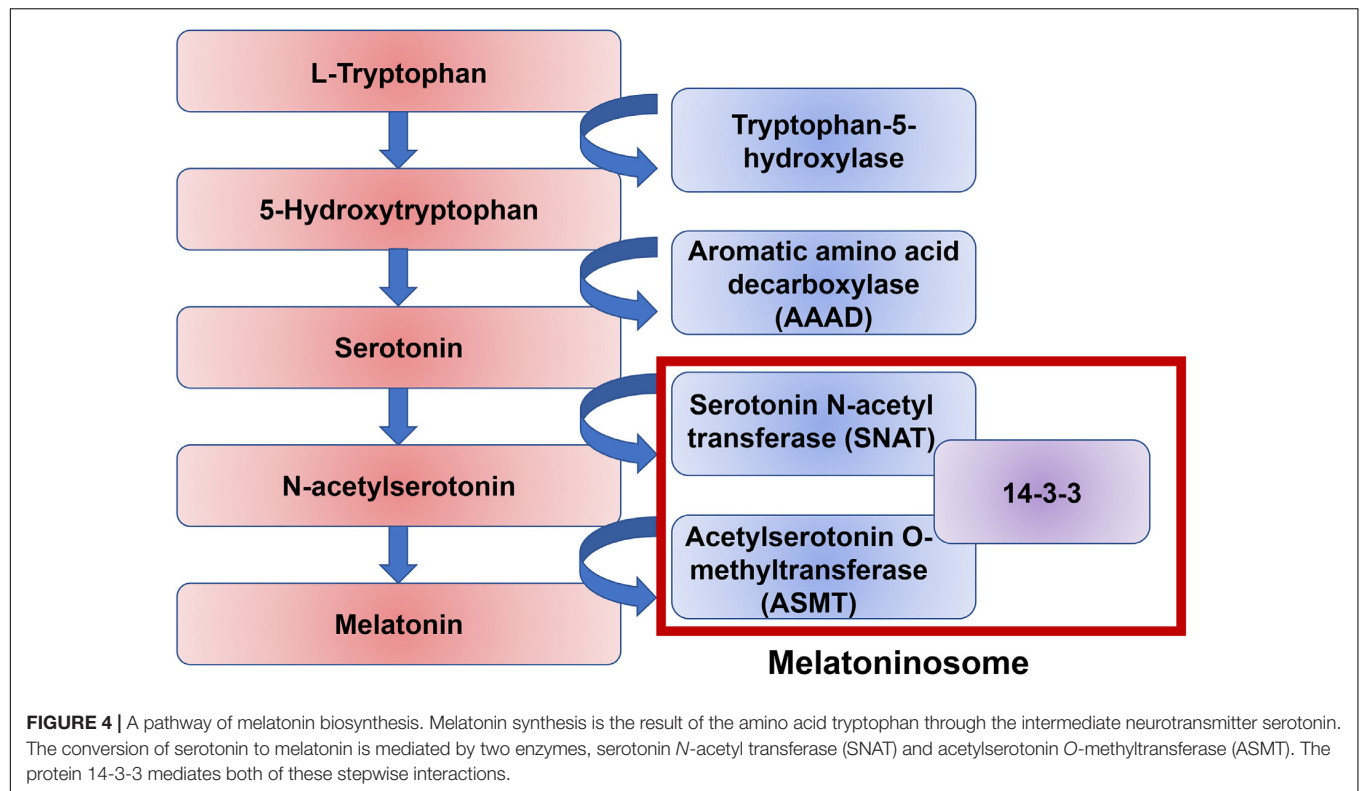 L-Tryptophan
Tryptophan-5-
hydroxylase
5-Hydroxytryptophan
Aromatic amino acid
decarboxylase
(AAAD)
Serotonin
Serotonin N-acetyl
transferase (SNAT)
N-acetylserotonin
14-3-3
Acetylserotonin O-
methyltransferase
(ASMT)
Melatonin
Melatoninosome
FIGURE 4 | A pathway of melatonin biosynthesis. Melatonin synthesis is the result of the amino acid tryptophan through the intermediate neurotransmitter serotonin.
The conversion of serotonin to melatonin is mediated by two enzymes, serotonin N-acetyl transferase (SNAT) and acetylserotonin O-methyltransferase (ASMT). The
protein 14-3-3 mediates both of these stepwise interactions.